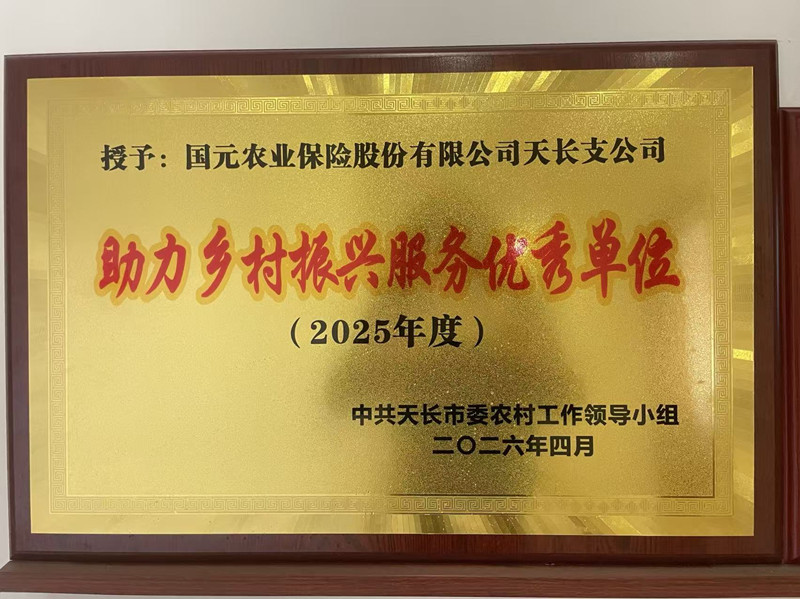 授予：国元农业保险股份有限公司天长支公司
助力乡村振兴服务优秀单位
（2025年度）
中共天长市委农村工作领导小组
二〇二六年四月